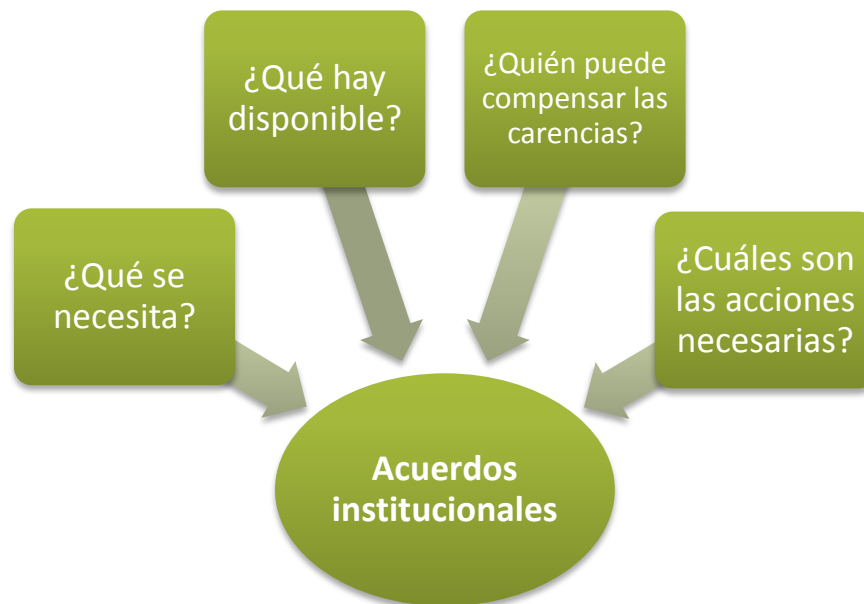 ¿Qué se
necesita?
¿Qué hay
disponible?
¿Quién puede
compensar las
carencias?
¿Cuáles son
las acciones
necesarias?
Acuerdos
institucionales